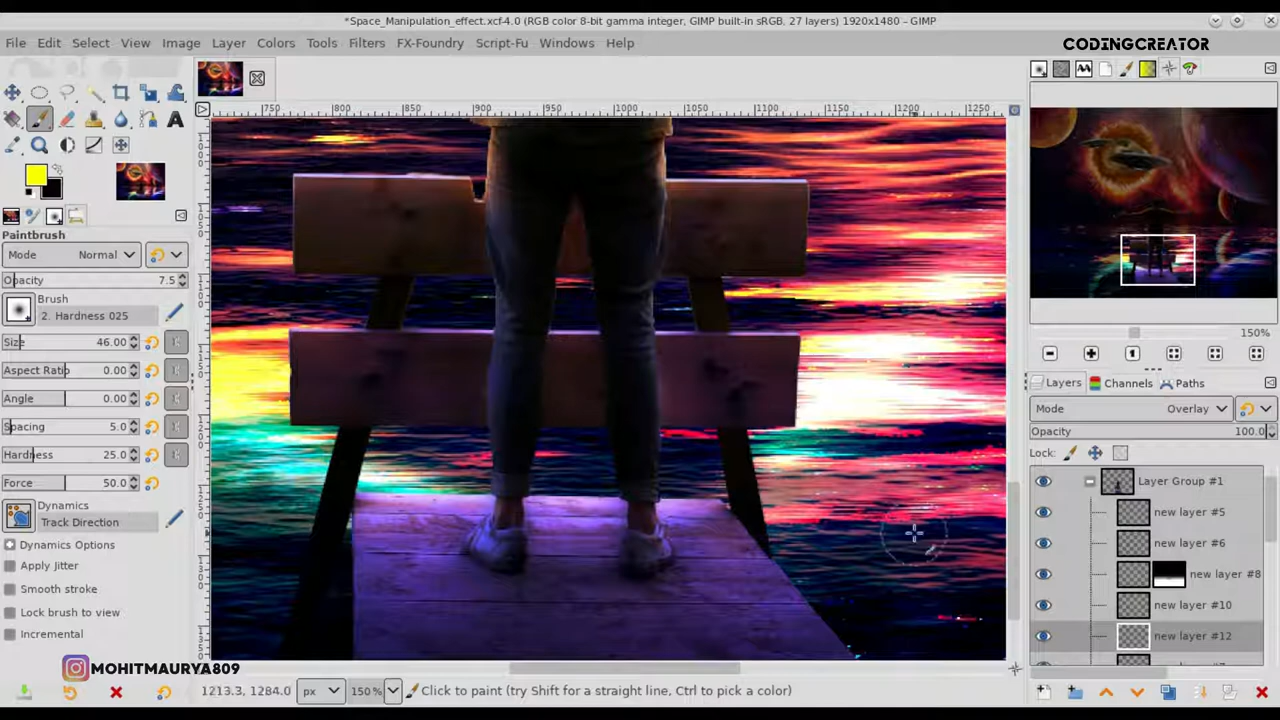 *Space_Manipulation_effect.xcf-4.0 (RGB color 8-bit gamma integer, GIMP built-in sRGB, 27 layers) 1920x1480 – GIMP
File Edit Select View Image Layer Colors Tools Filters FX-Foundry Script-Fu Windows Help
CODINGCREATOR
750 800 850 900 950 1000 1050 1100 1150 1200 1250
Paintbrush
Mode Normal
Opacity 7.5
Brush
2. Hardness 025
Size 46.00
Aspect Ratio 0.00
Angle 0.00
Spacing 5.0
Hardness 25.0
Force 50.0
Dynamics
Track Direction
Dynamics Options
Apply Jitter
Smooth stroke
Lock brush to view
Incremental
MOHITMAURYA809
1213.3, 1284.0 px 150% Click to paint (try Shift for a straight line, Ctrl to pick a color)
150%
Layers Channels Paths
Mode Overlay
Opacity 100.0
Lock:
Layer Group #1
new layer #5
new layer #6
new layer #8
new layer #10
new layer #12